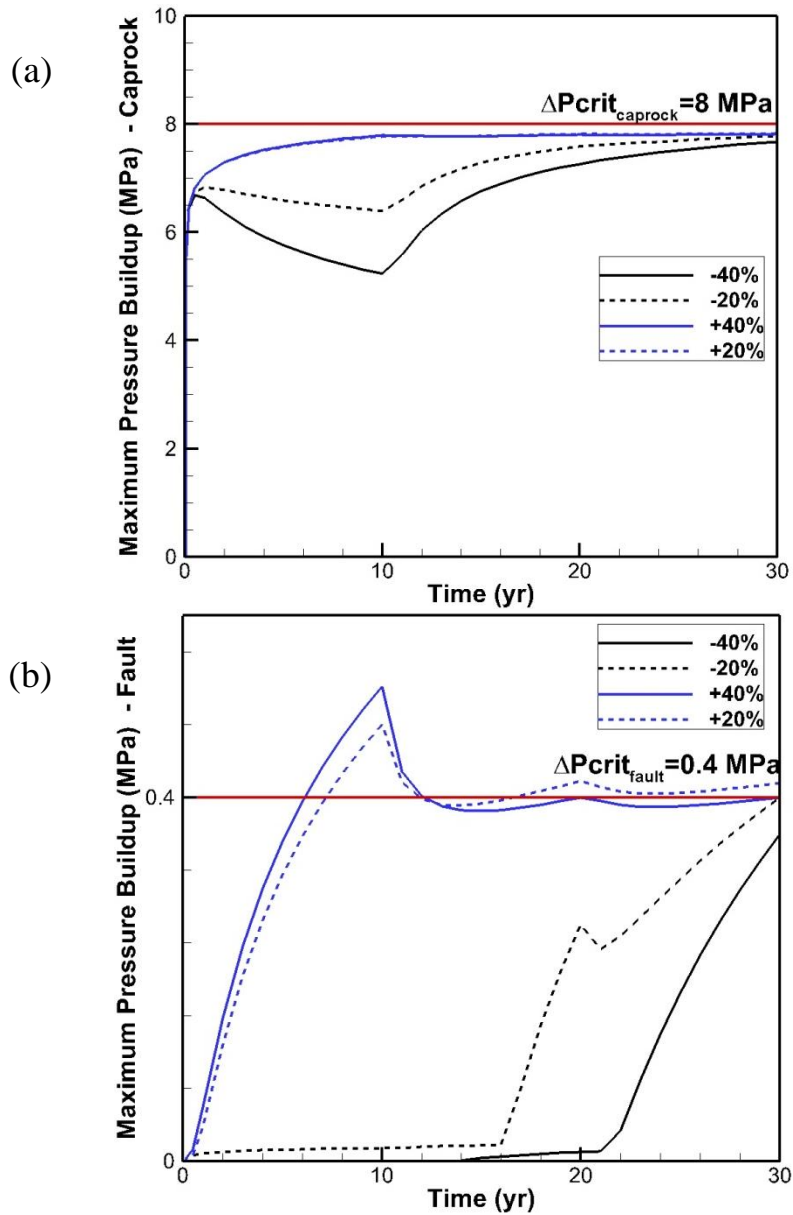 (a)
Maximum Pressure Buildup (MPa) - Caprock
10
8
6
4
2
0
ΔPcrit_caprock=8 MPa
-40%
-20%
+40%
+20%
0 10 20 30
Time (yr)
(b)
Maximum Pressure Buildup (MPa) - Fault
-40%
-20%
+40%
+20%
ΔPcrit_fault=0.4 MPa
0.4
0
0 10 20 30
Time (yr)